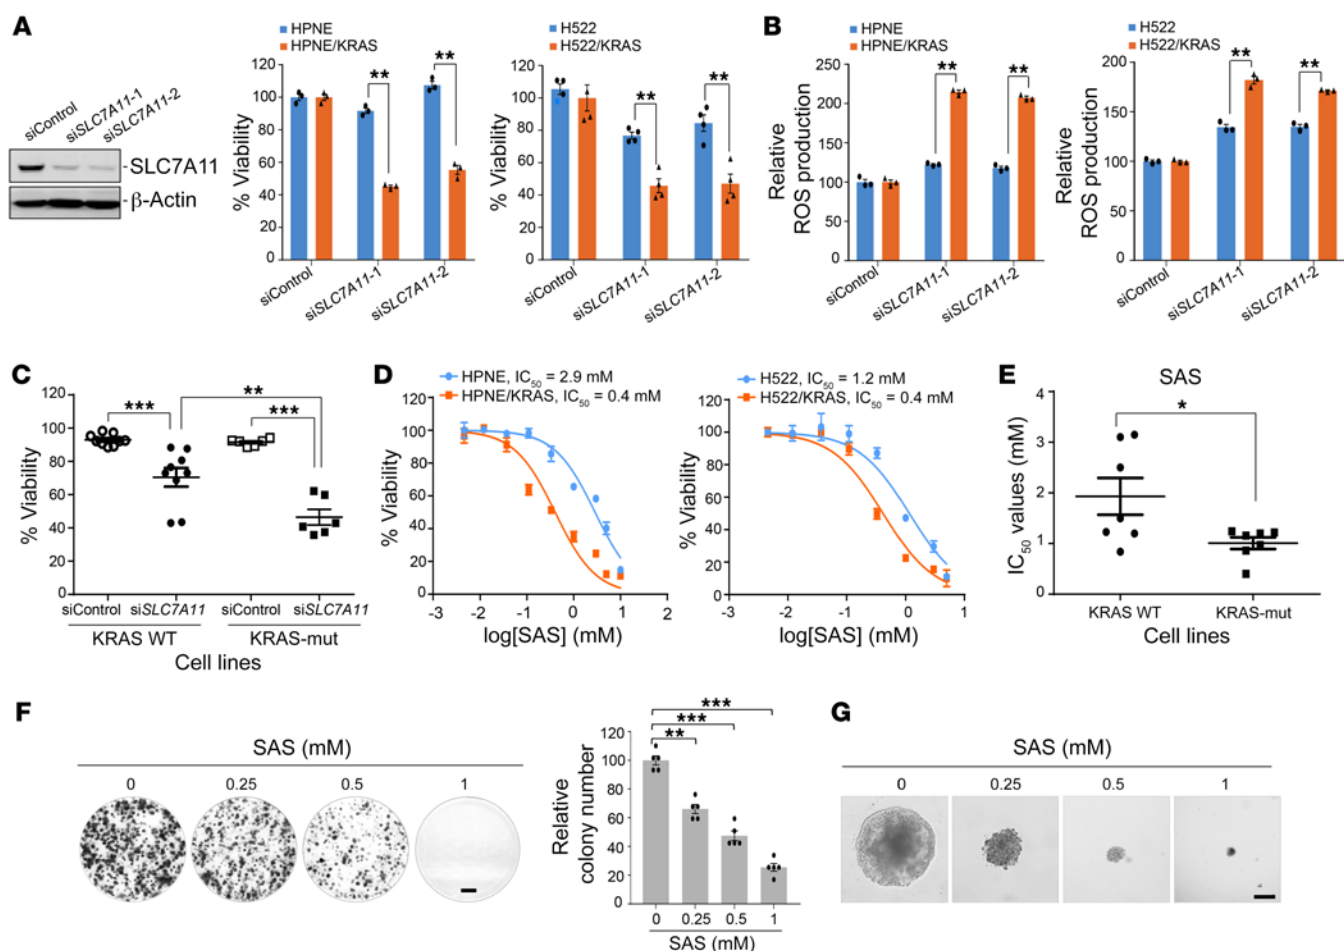 A
siControl
siSLC7A11-1
siSLC7A11-2
-SLC7A11
-β-Actin
HPNE
HPNE/KRAS
% Viability
120
100
80
60
40
20
0
**
**
siControl
siSLC7A11-1
siSLC7A11-2
H522
H522/KRAS
% Viability
120
100
80
60
40
20
0
**
**
siControl
siSLC7A11-1
siSLC7A11-2
B
HPNE
HPNE/KRAS
Relative
ROS production
250
200
150
100
50
0
**
**
siControl
siSLC7A11-1
siSLC7A11-2
H522
H522/KRAS
Relative
ROS production
200
150
100
50
0
**
**
siControl
siSLC7A11-1
siSLC7A11-2
C
% Viability
120
100
80
60
40
20
0
***
**
***
siControl siSLC7A11 siControl siSLC7A11
KRAS WT KRAS-mut
Cell lines
D
HPNE, IC50 = 2.9 mM
HPNE/KRAS, IC50 = 0.4 mM
% Viability
120
100
80
60
40
20
0
-3 -2 -1 0 1 2
log[SAS] (mM)
H522, IC50 = 1.2 mM
H522/KRAS, IC50 = 0.4 mM
% Viability
120
100
80
60
40
20
0
-3 -2 -1 0 1
log[SAS] (mM)
E
SAS
IC50 values (mM)
4
3
2
1
0
*
KRAS WT KRAS-mut
Cell lines
F
SAS (mM)
0 0.25 0.5 1
Relative
colony number
120
100
80
60
40
20
0
***
***
**
0 0.25 0.5 1
SAS (mM)
G
SAS (mM)
0 0.25 0.5 1